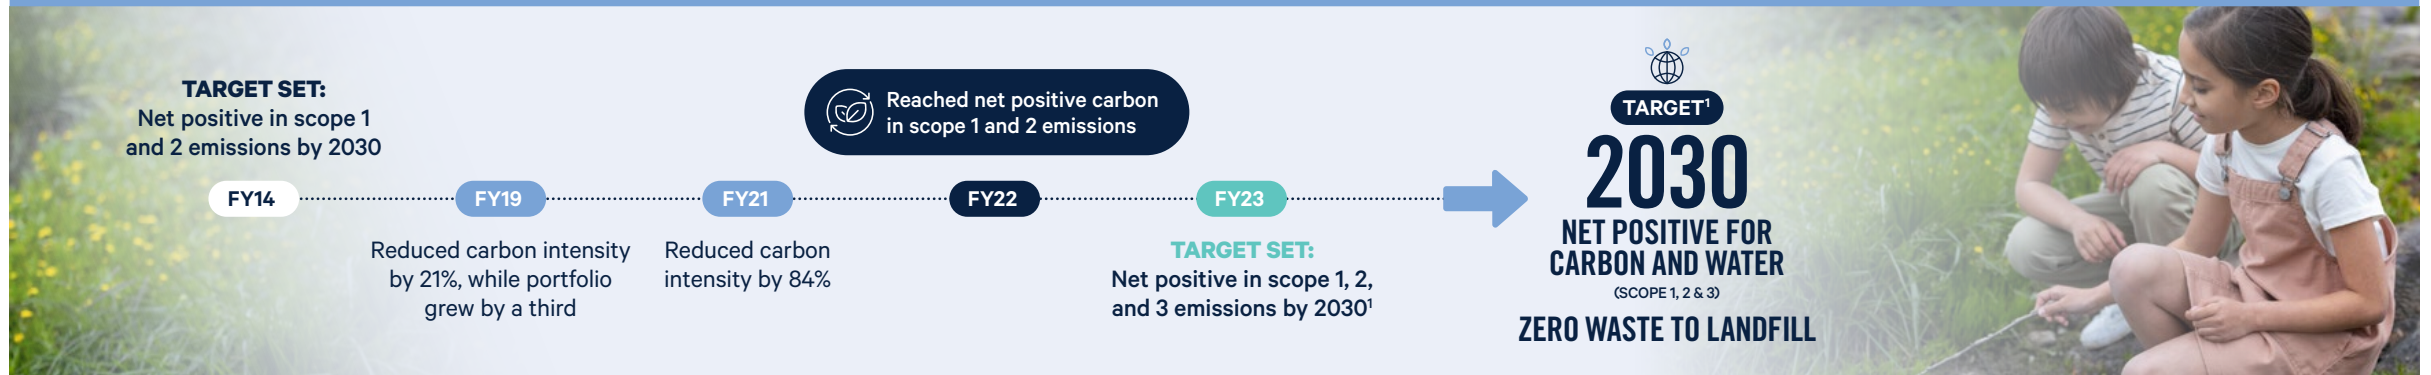 TARGET SET:
Net positive in scope 1
and 2 emissions by 2030
FY14
FY19
Reduced carbon intensity
by 21%, while portfolio
grew by a third
FY21
Reduced carbon
intensity by 84%
Reached net positive carbon
in scope 1 and 2 emissions
FY22
FY23
TARGET SET:
Net positive in scope 1, 2,
and 3 emissions by 2030¹
TARGET¹
2030
NET POSITIVE FOR
CARBON AND WATER
(SCOPE 1, 2 & 3)
ZERO WASTE TO LANDFILL